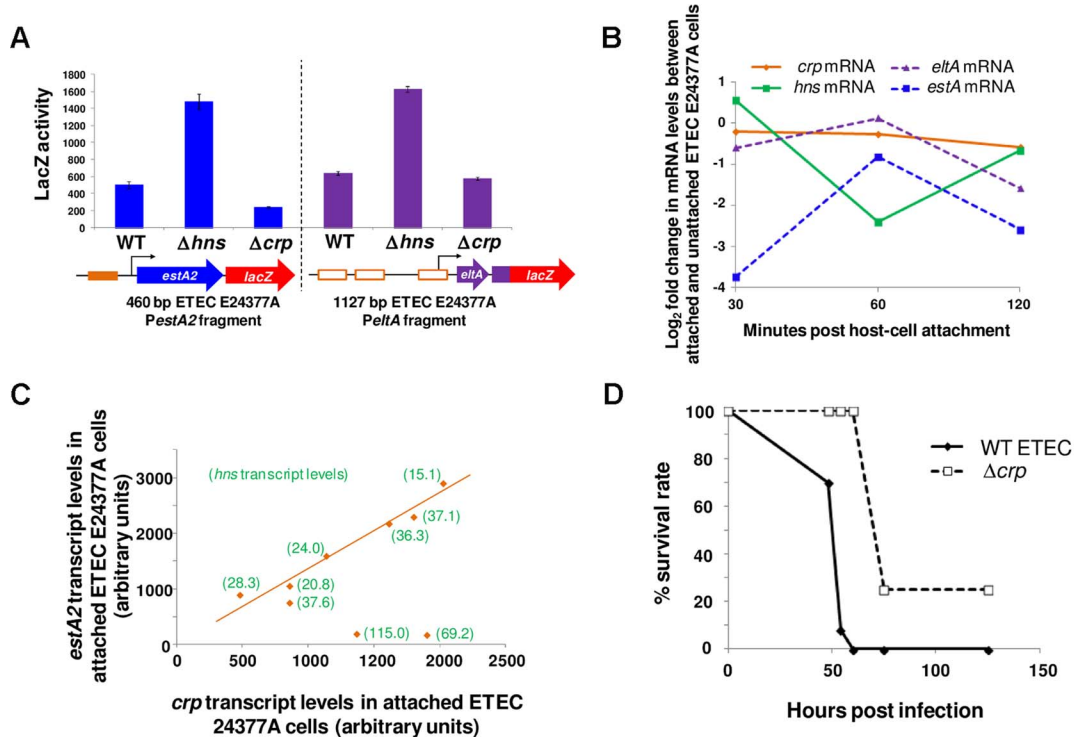 A
LacZ activity
1800
1600
1400
1200
1000
800
600
400
200
0
WT
Δhns
Δcrp
WT
Δhns
Δcrp
estA2
lacZ
eltA
lacZ
460 bp ETEC E24377A
PestA2 fragment
1127 bp ETEC E24377A
PeltA fragment
B
Log2 fold change in mRNA levels between
attached and unattached ETEC E24377A cells
crp mRNA
eltA mRNA
hns mRNA
estA mRNA
1
0
-1
-2
-3
-4
30
60
120
Minutes post host-cell attachment
C
estA2 transcript levels in
attached ETEC E24377A cells
(arbitrary units)
(hns transcript levels)
3000
2000
1000
0
(15.1)
(37.1)
(36.3)
(24.0)
(28.3)
(20.8)
(37.6)
(115.0)
(69.2)
0
500
1000
1200
2000
2500
crp transcript levels in attached ETEC
24377A cells (arbitrary units)
D
% survival rate
100
80
60
40
20
0
WT ETEC
Δcrp
0
50
100
150
Hours post infection